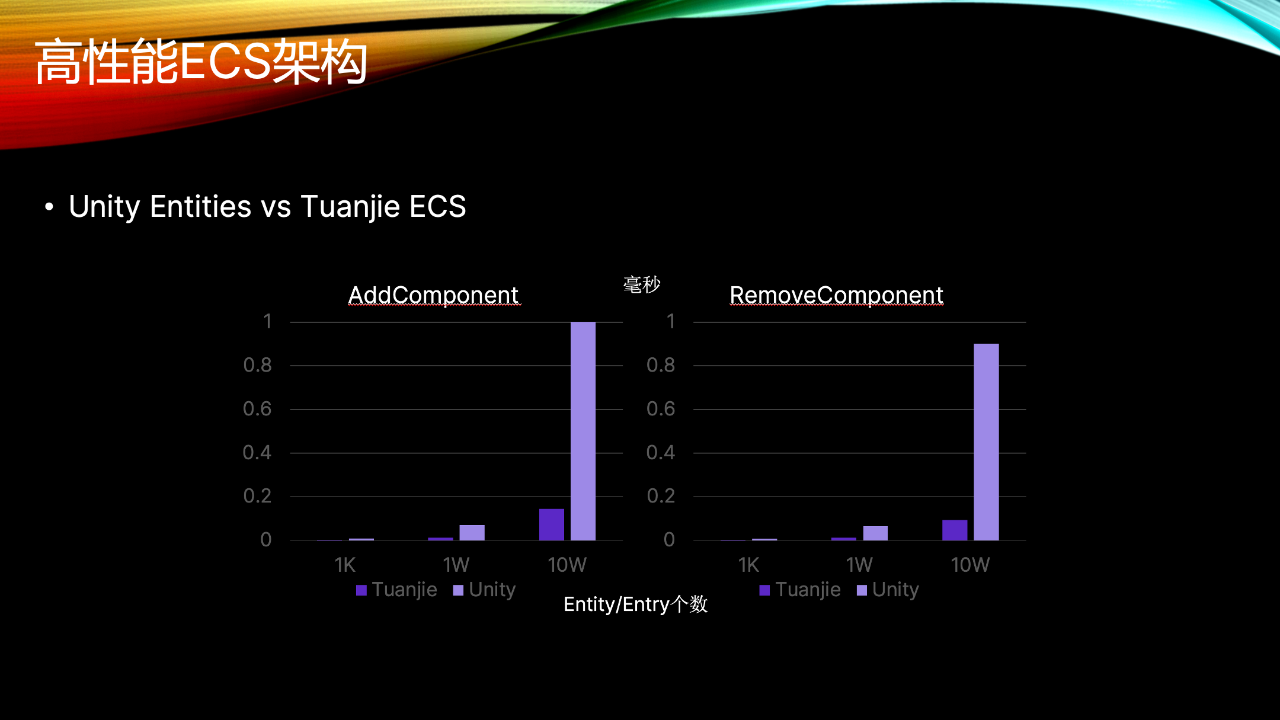 高性能ECS架构
• Unity Entities vs Tuanjie ECS
毫秒
AddComponent
1
0.8
0.6
0.4
0.2
0
1K 1W 10W
Tuanjie Unity
RemoveComponent
1
0.8
0.6
0.4
0.2
0
1K 1W 10W
Tuanjie Unity
Entity/Entry个数